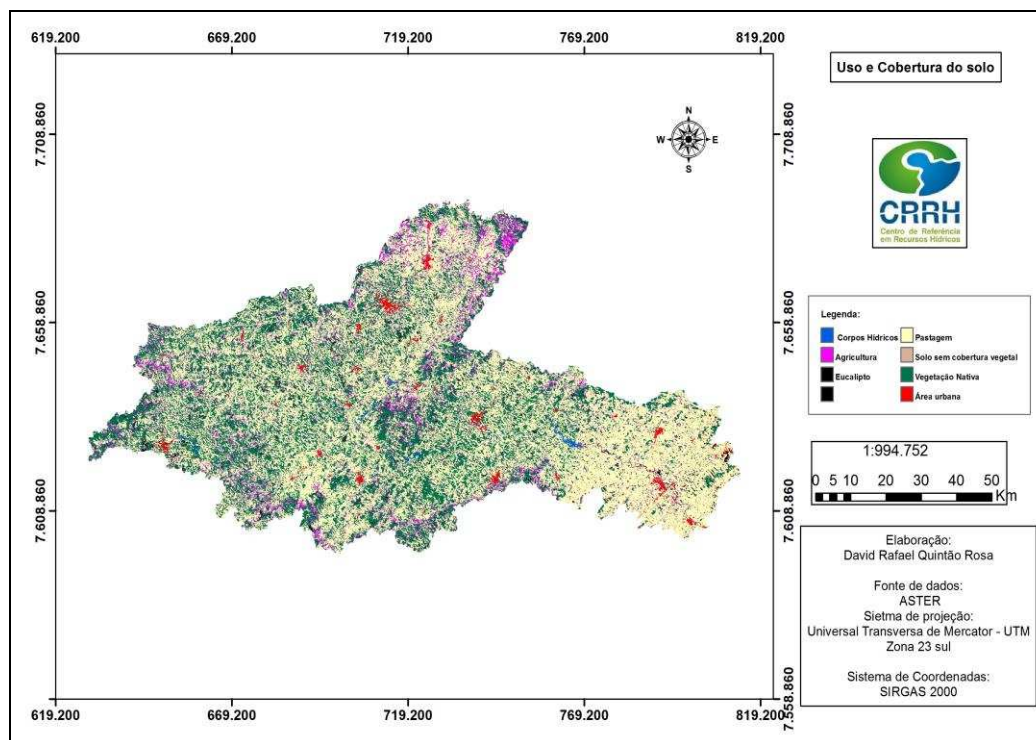 619.200
669.200
719.200
769.200
819.200
7.708.860
7.658.860
7.608.860
7.558.860
7.708.860
7.658.860
7.608.860
619.200
669.200
719.200
769.200
819.200
N
W
E
S
Uso e Cobertura do solo
CRRH
Centro de Referência
em Recursos Hídricos
Legenda:
Corpos Hídricos
Pastagem
Agricultura
Solo sem cobertura vegetal
Eucalipto
Vegetação Nativa
Área urbana
1:994.752
0 5 10 20 30 40 50
Km
Elaboração:
David Rafael Quintão Rosa
Fonte de dados:
ASTER
Sietma de projeção:
Universal Transversa de Mercator - UTM
Zona 23 sul
Sistema de Coordenadas:
SIRGAS 2000